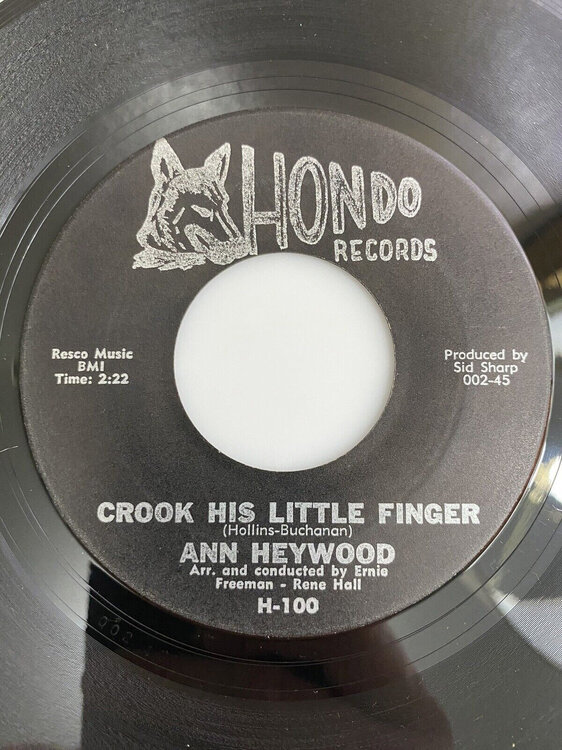 HONDO
RECORDS
Resco Music
BMI
Time: 2:22
Produced by
Sid Sharp
002-45
CROOK HIS LITTLE FINGER
(Hollins-Buchanan)
ANN HEYWOOD
Arr. and conducted by Ernie
Freeman - Rene Hall
H-100